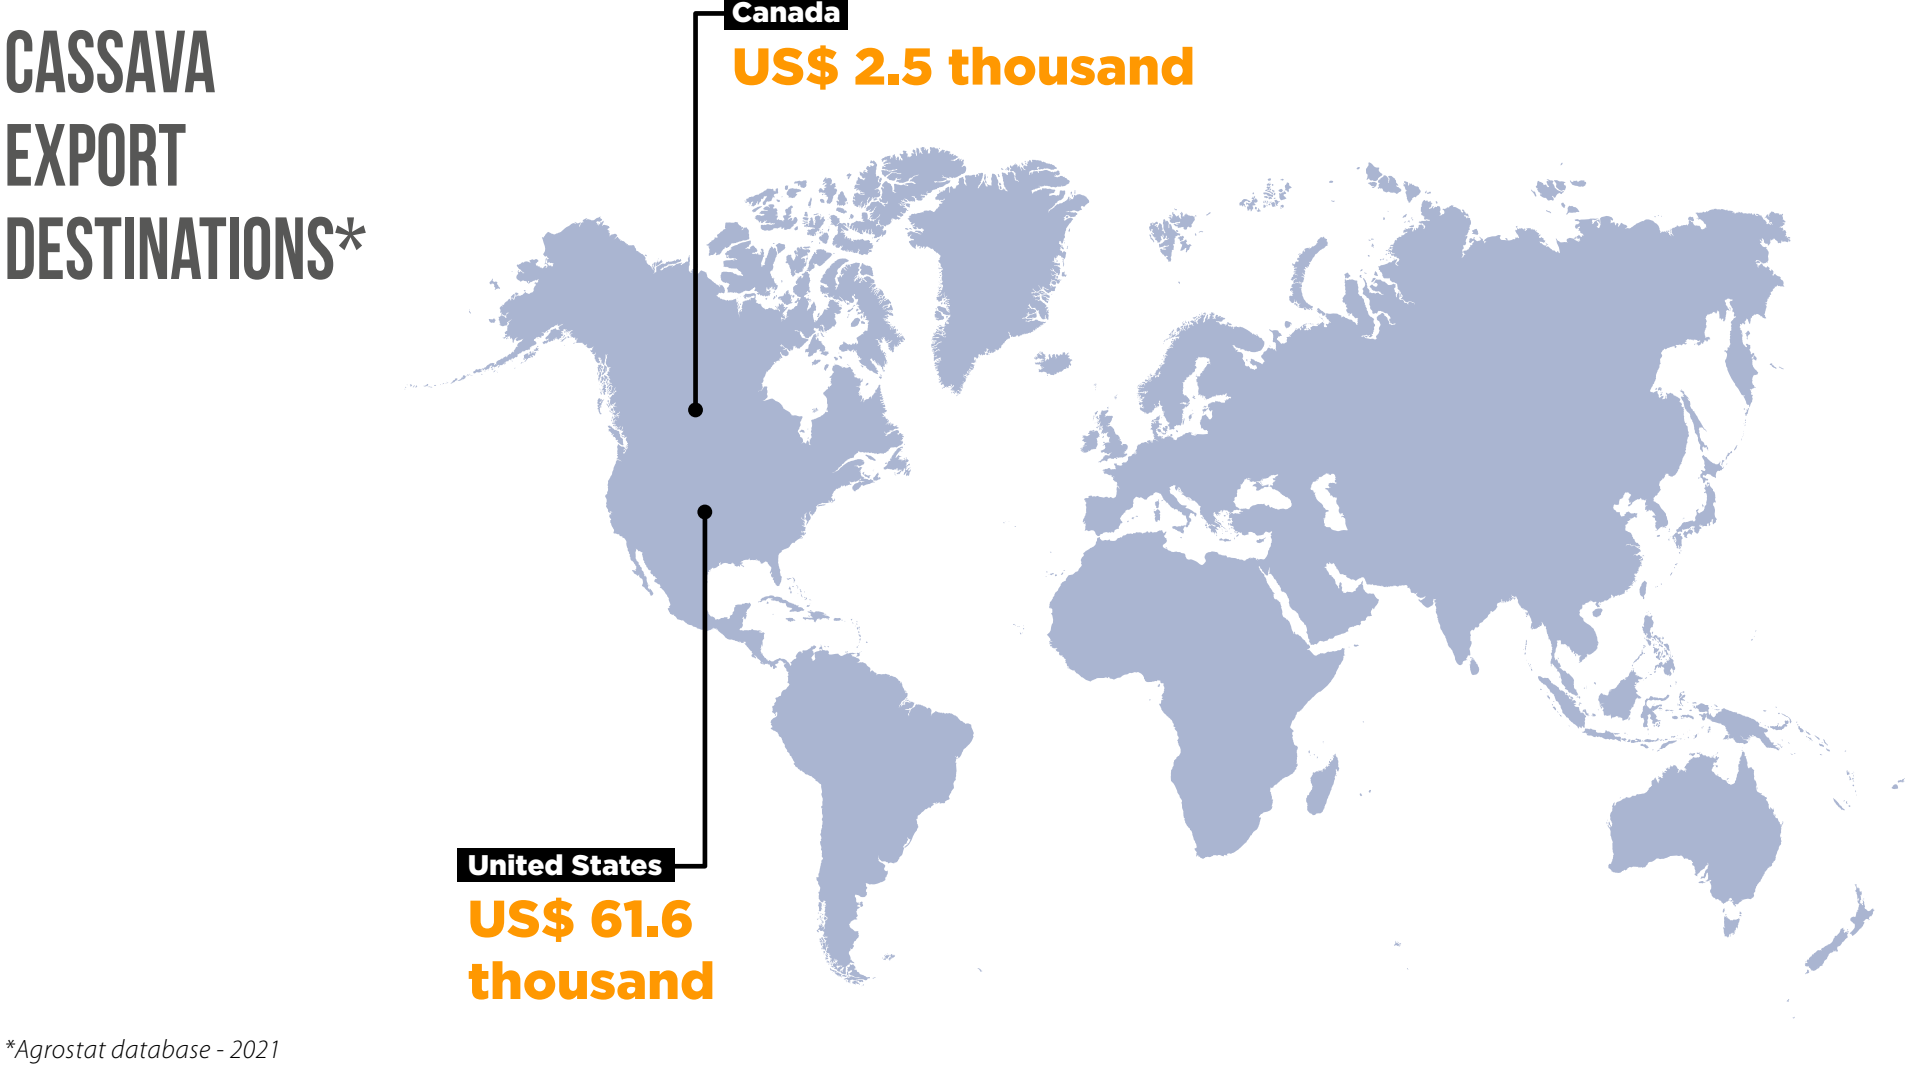 CASSAVA
EXPORT
DESTINATIONS*
Canada
US$ 2.5 thousand
United States
US$ 61.6
thousand
*Agrostat database - 2021